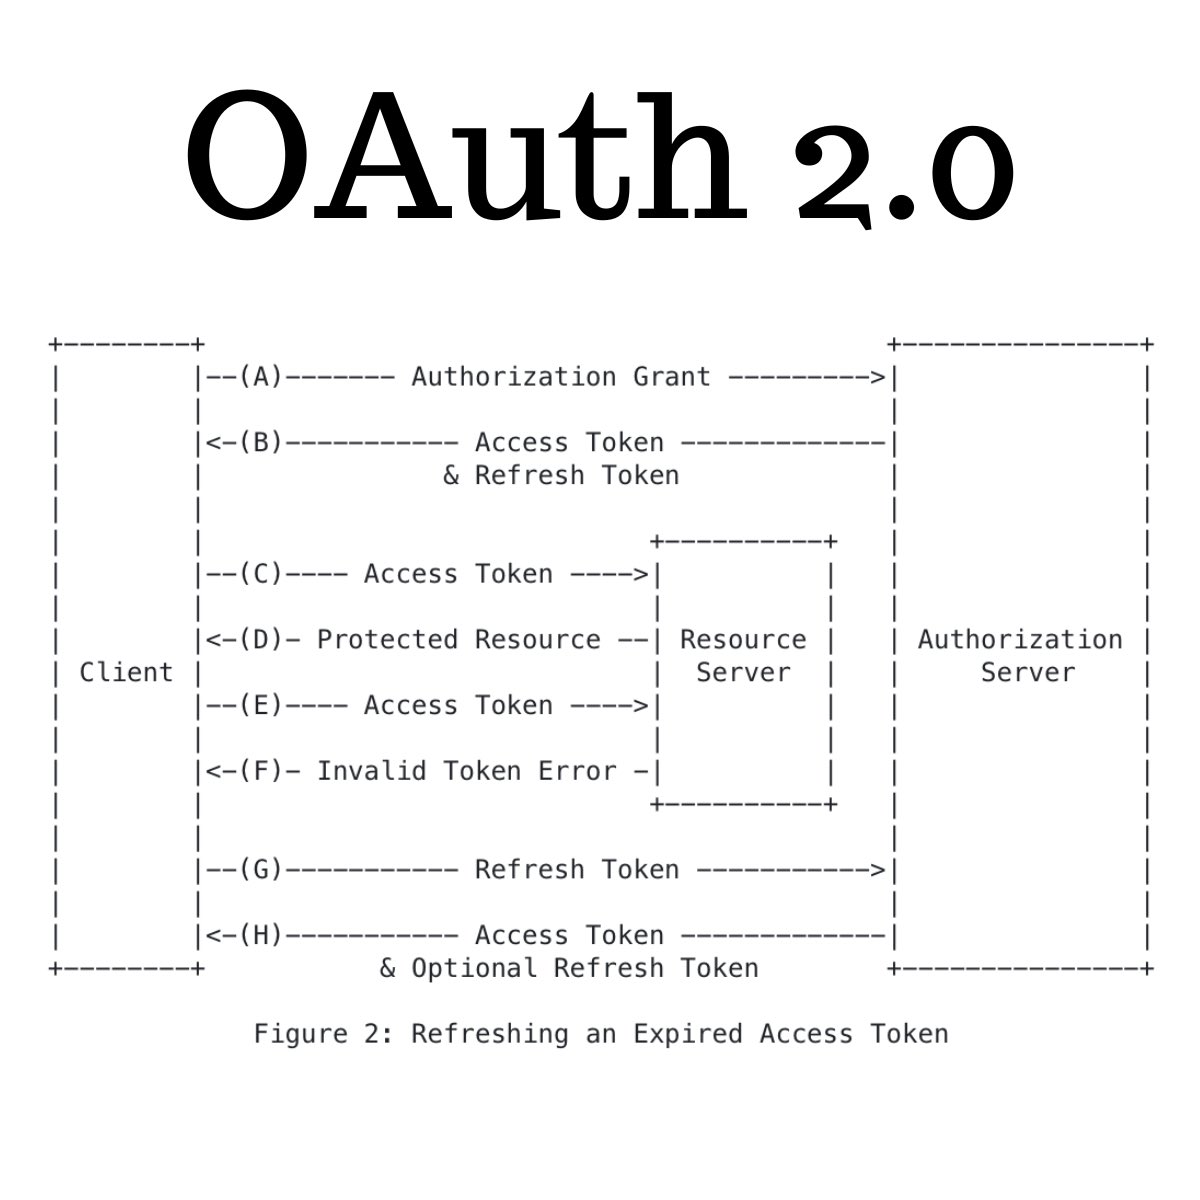 OAuth 2.0
+--------+                                           +---------------+
|        |--(A)------- Authorization Grant --------->|               |
|        |                                           |               |
|        |<-(B)----------- Access Token -------------|               |
|        |               & Refresh Token             |               |
|        |                                           |               |
|        |                            +----------+   |               |
|        |--(C)---- Access Token ---->|          |   |               |
|        |                            |          |   |               |
|        |<-(D)- Protected Resource --| Resource |   | Authorization |
| Client |                            |  Server  |   |     Server    |
|        |--(E)---- Access Token ---->|          |   |               |
|        |                            |          |   |               |
|        |<-(F)- Invalid Token Error -|          |   |               |
|        |                            +----------+   |               |
|        |                                           |               |
|        |--(G)----------- Refresh Token ----------->|               |
|        |                                           |               |
|        |<-(H)----------- Access Token -------------|               |
+--------+           & Optional Refresh Token        +---------------+
Figure 2: Refreshing an Expired Access Token